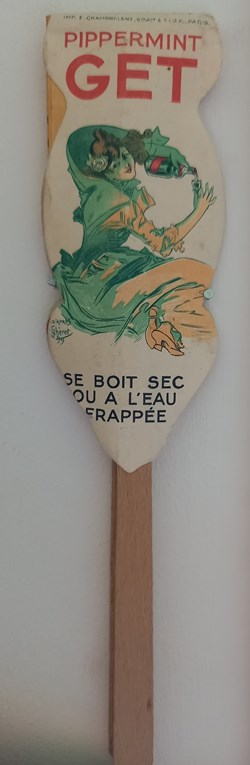 PIPPERMINT
GET
SE BOIT SEC
OU A L'EAU
FRAPPÉE